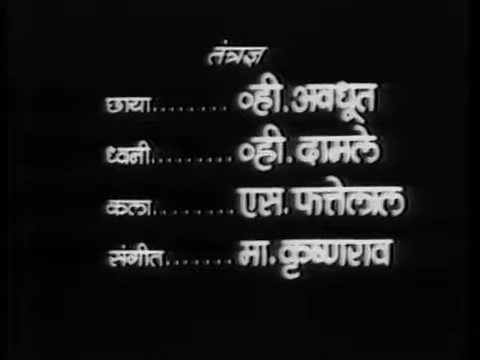 तंत्रज्ञ
छाया........ व्ही. अवधूत
ध्वनी........ व्ही. दामले
कला........ एस. फत्तेलाल
संगीत....... मा. कृष्णराव